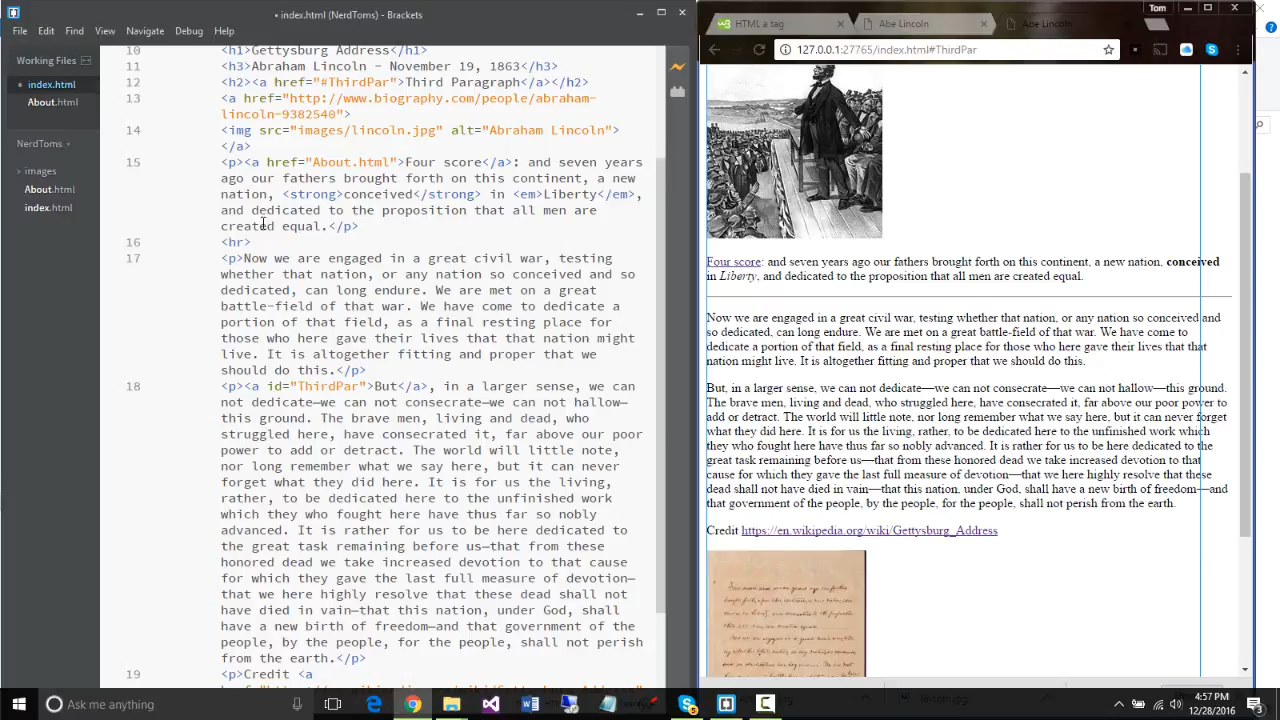 • index.html (NerdToms) - Brackets
File Edit Find View Navigate Debug Help
Working Files
• index.html
About.html
NerdToms
images
About.html
index.html
10 <h1>Gettysburg Address</h1>
11 <h3>Abraham Lincoln - November 19, 1863</h3>
12 <h2><a href="#ThirdPar">Third Paragraph</a></h2>
13 <a href="http://www.biography.com/people/abraham-
lincoln-9382540">
14 <img src="images/lincoln.jpg" alt="Abraham Lincoln">
</a>
15 <p><a href="About.html">Four score</a>: and seven years
ago our fathers brought forth on this continent, a new
nation, <strong>conceived</strong> in <em>Liberty</em>,
and dedicated to the proposition that all men are
created equal.</p>
16 <hr>
17 <p>Now we are engaged in a great civil war, testing
whether that nation, or any nation so conceived and so
dedicated, can long endure. We are met on a great
battle-field of that war. We have come to dedicate a
portion of that field, as a final resting place for
those who here gave their lives that that nation might
live. It is altogether fitting and proper that we
should do this.</p>
18 <p><a id="ThirdPar">But</a>, in a larger sense, we can
not dedicate—we can not consecrate—we can not hallow—
this ground. The brave men, living and dead, who
struggled here, have consecrated it, far above our poor
power to add or detract. The world will little note,
nor long remember what we say here, but it can never
forget what they did here. It is for us the living,
rather, to be dedicated here to the unfinished work
which they who fought here have thus far so nobly
advanced. It is rather for us to be here dedicated to
the great task remaining before us—that from these
honored dead we take increased devotion to that cause
for which they gave the last full measure of devotion—
that we here highly resolve that these dead shall not
have died in vain—that this nation, under God, shall
have a new birth of freedom—and that government of the
people, by the people, for the people, shall not perish
from the earth.</p>
19 <p>Credit <a
Tom
HTML a tag
Abe Lincoln
Abe Lincoln
127.0.0.1:27765/index.html#ThirdPar
Four score: and seven years ago our fathers brought forth on this continent, a new nation, conceived
in Liberty, and dedicated to the proposition that all men are created equal.
Now we are engaged in a great civil war, testing whether that nation, or any nation so conceived and
so dedicated, can long endure. We are met on a great battle-field of that war. We have come to
dedicate a portion of that field, as a final resting place for those who here gave their lives that that
nation might live. It is altogether fitting and proper that we should do this.
But, in a larger sense, we can not dedicate—we can not consecrate—we can not hallow—this ground.
The brave men, living and dead, who struggled here, have consecrated it, far above our poor power to
add or detract. The world will little note, nor long remember what we say here, but it can never forget
what they did here. It is for us the living, rather, to be dedicated here to the unfinished work which
they who fought here have thus far so nobly advanced. It is rather for us to be here dedicated to the
great task remaining before us—that from these honored dead we take increased devotion to that
cause for which they gave the last full measure of devotion—that we here highly resolve that these
dead shall not have died in vain—that this nation, under God, shall have a new birth of freedom—and
that government of the people, by the people, for the people, shall not perish from the earth.
Credit https://en.wikipedia.org/wiki/Gettysburg_Address
Ask me anything
4:57 PM
12/28/2016